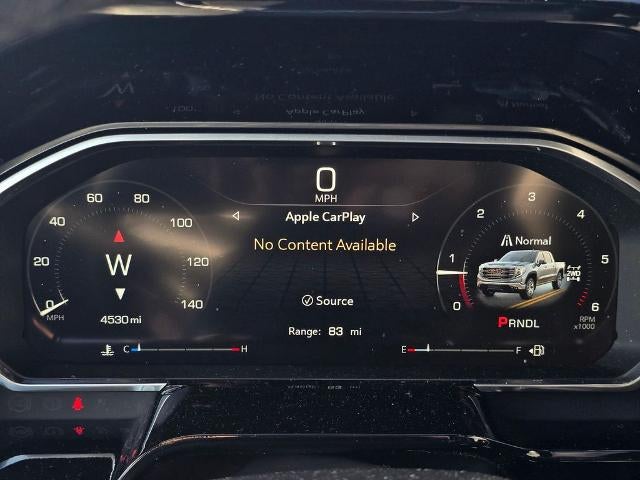 0
MPH
Apple CarPlay
No Content Available
Source
Range: 83 mi
0
20
40
60
80
100
120
140
MPH
W
4530 mi
C H
0
1
2
3
4
5
6
Normal
2WD
PRNDL
RPM
x1000
E F